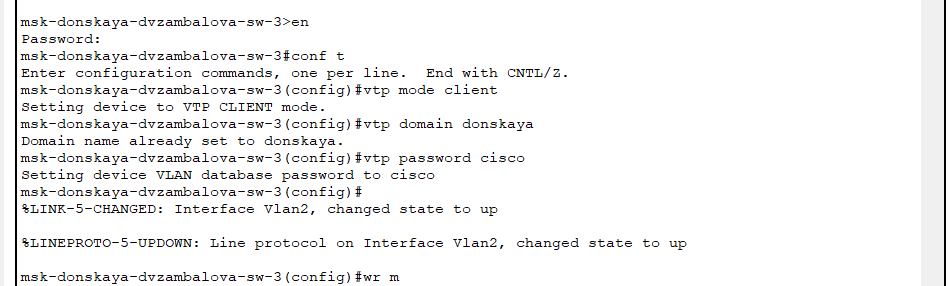 msk-donskaya-dvzambalova-sw-3>en
Password:
msk-donskaya-dvzambalova-sw-3#conf t
Enter configuration commands, one per line.  End with CNTL/Z.
msk-donskaya-dvzambalova-sw-3(config)#vtp mode client
Setting device to VTP CLIENT mode.
msk-donskaya-dvzambalova-sw-3(config)#vtp domain donskaya
Domain name already set to donskaya.
msk-donskaya-dvzambalova-sw-3(config)#vtp password cisco
Setting device VLAN database password to cisco
msk-donskaya-dvzambalova-sw-3(config)#
%LINK-5-CHANGED: Interface Vlan2, changed state to up
%LINEPROTO-5-UPDOWN: Line protocol on Interface Vlan2, changed state to up
msk-donskaya-dvzambalova-sw-3(config)#wr m